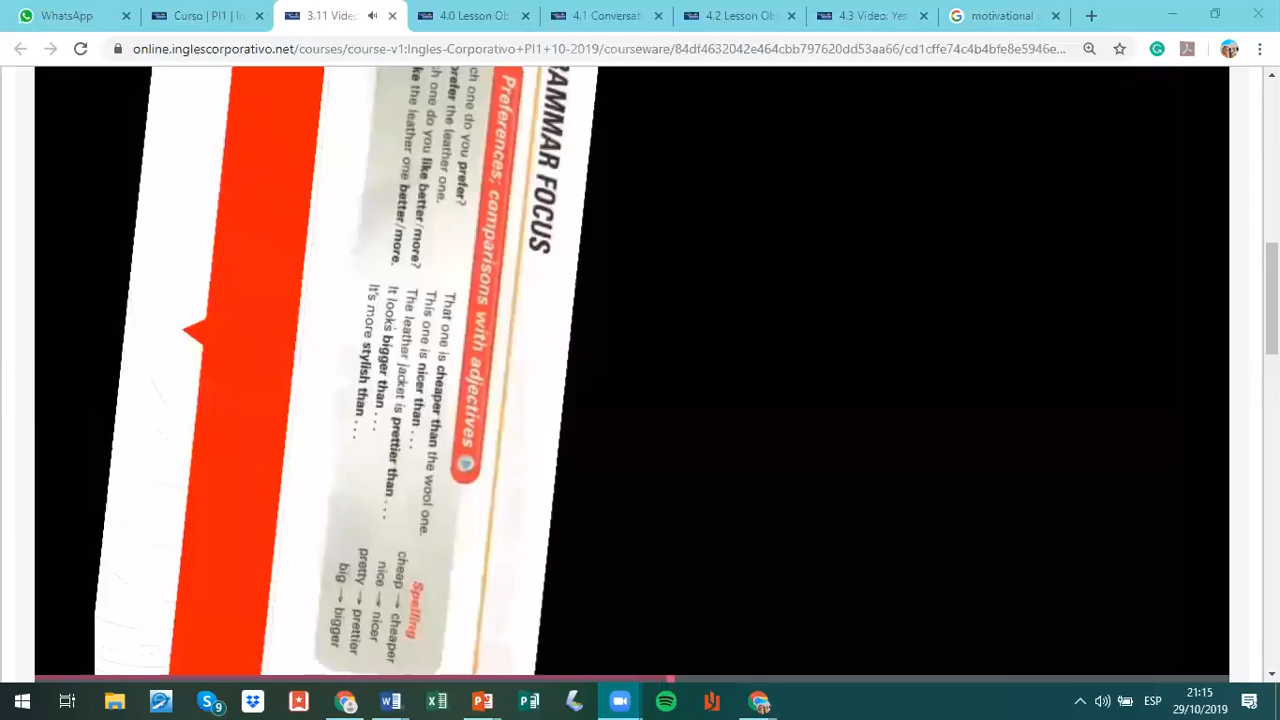 WhatsApp
Curso | PI1 | lu
3.11 Video
4.0 Lesson Ob
4.1 Conversati
4.2 Lesson Ob
4.3 Video: Yes
motivational c
online.inglescorporativo.net/courses/course-v1:Ingles-Corporativo+PI1+10-2019/courseware/84df4632042e464cbb797620dd53aa66/cd1cffe74c4b4bfe8e5946e...
AMMAR FOCUS
Preferences; comparisons with adjectives
ch one do you prefer?
prefer the leather one.
ch one do you like better/more?
ke the leather one better/more.
That one is cheaper than the wool one.
This one is nicer than . . .
The leather jacket is prettier than . . .
It looks bigger than . . .
It's more stylish than . . .
Spelling
cheap → cheaper
nice → nicer
pretty → prettier
big → bigger
9
ESP
21:15
29/10/2019